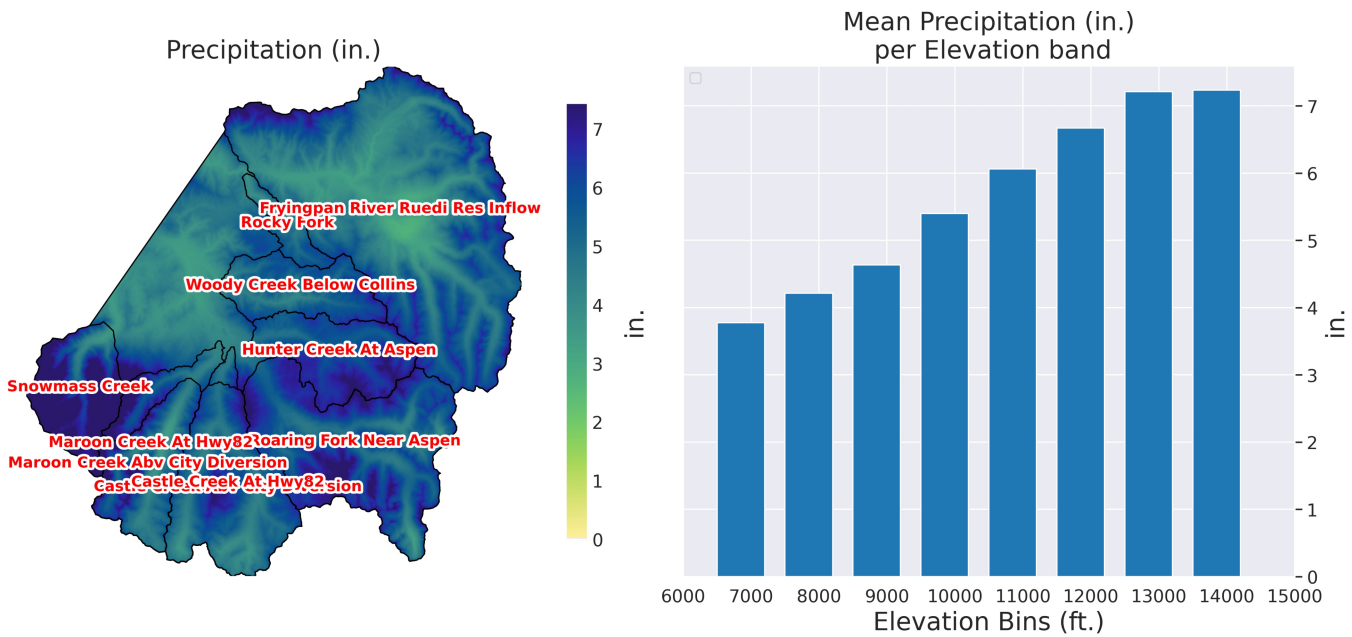 Precipitation (in.)
Fryingpan River Ruedi Res Inflow
Rocky Fork
Woody Creek Below Collins
Hunter Creek At Aspen
Snowmass Creek
Maroon Creek At Hwy82
Roaring Fork Near Aspen
Maroon Creek Abv City Diversion
Castle Creek At Hwy82
7
6
5
4
3
2
1
0
Mean Precipitation (in.)
per Elevation band
in.
7
6
5
4
3
2
1
0
in.
6000 7000 8000 9000 10000 11000 12000 13000 14000 15000
Elevation Bins (ft.)